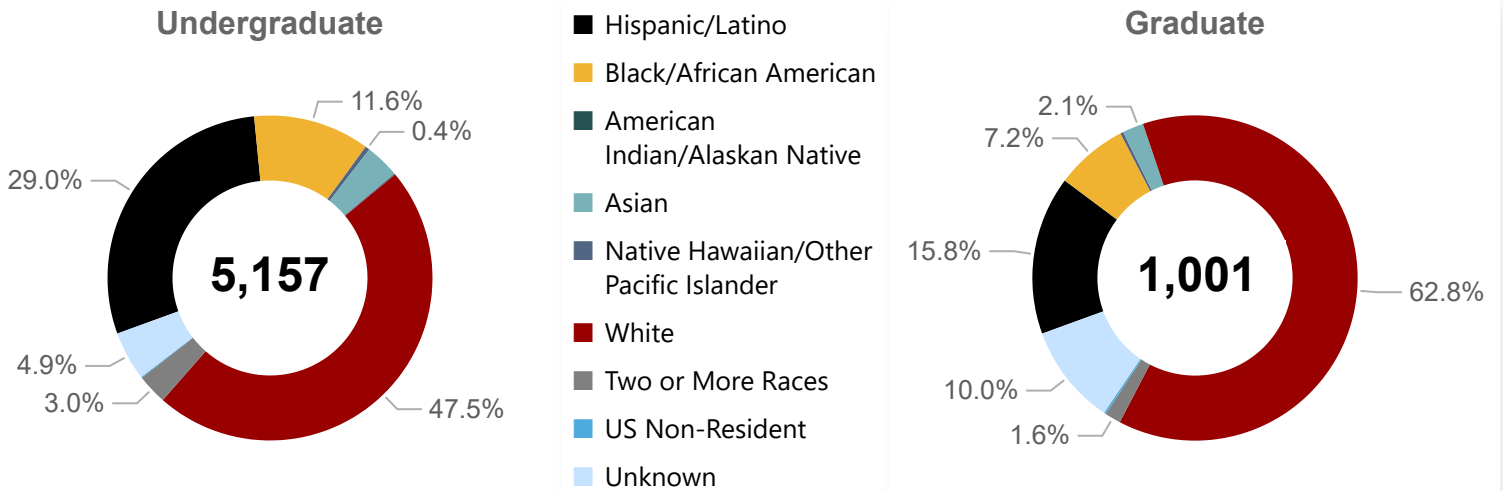 Undergraduate
11.6%
0.4%
29.0%
5,157
4.9%
3.0%
47.5%
Hispanic/Latino
Black/African American
American
Indian/Alaskan Native
Asian
Native Hawaiian/Other
Pacific Islander
White
Two or More Races
US Non-Resident
Unknown
Graduate
2.1%
7.2%
15.8%
1,001
62.8%
10.0%
1.6%